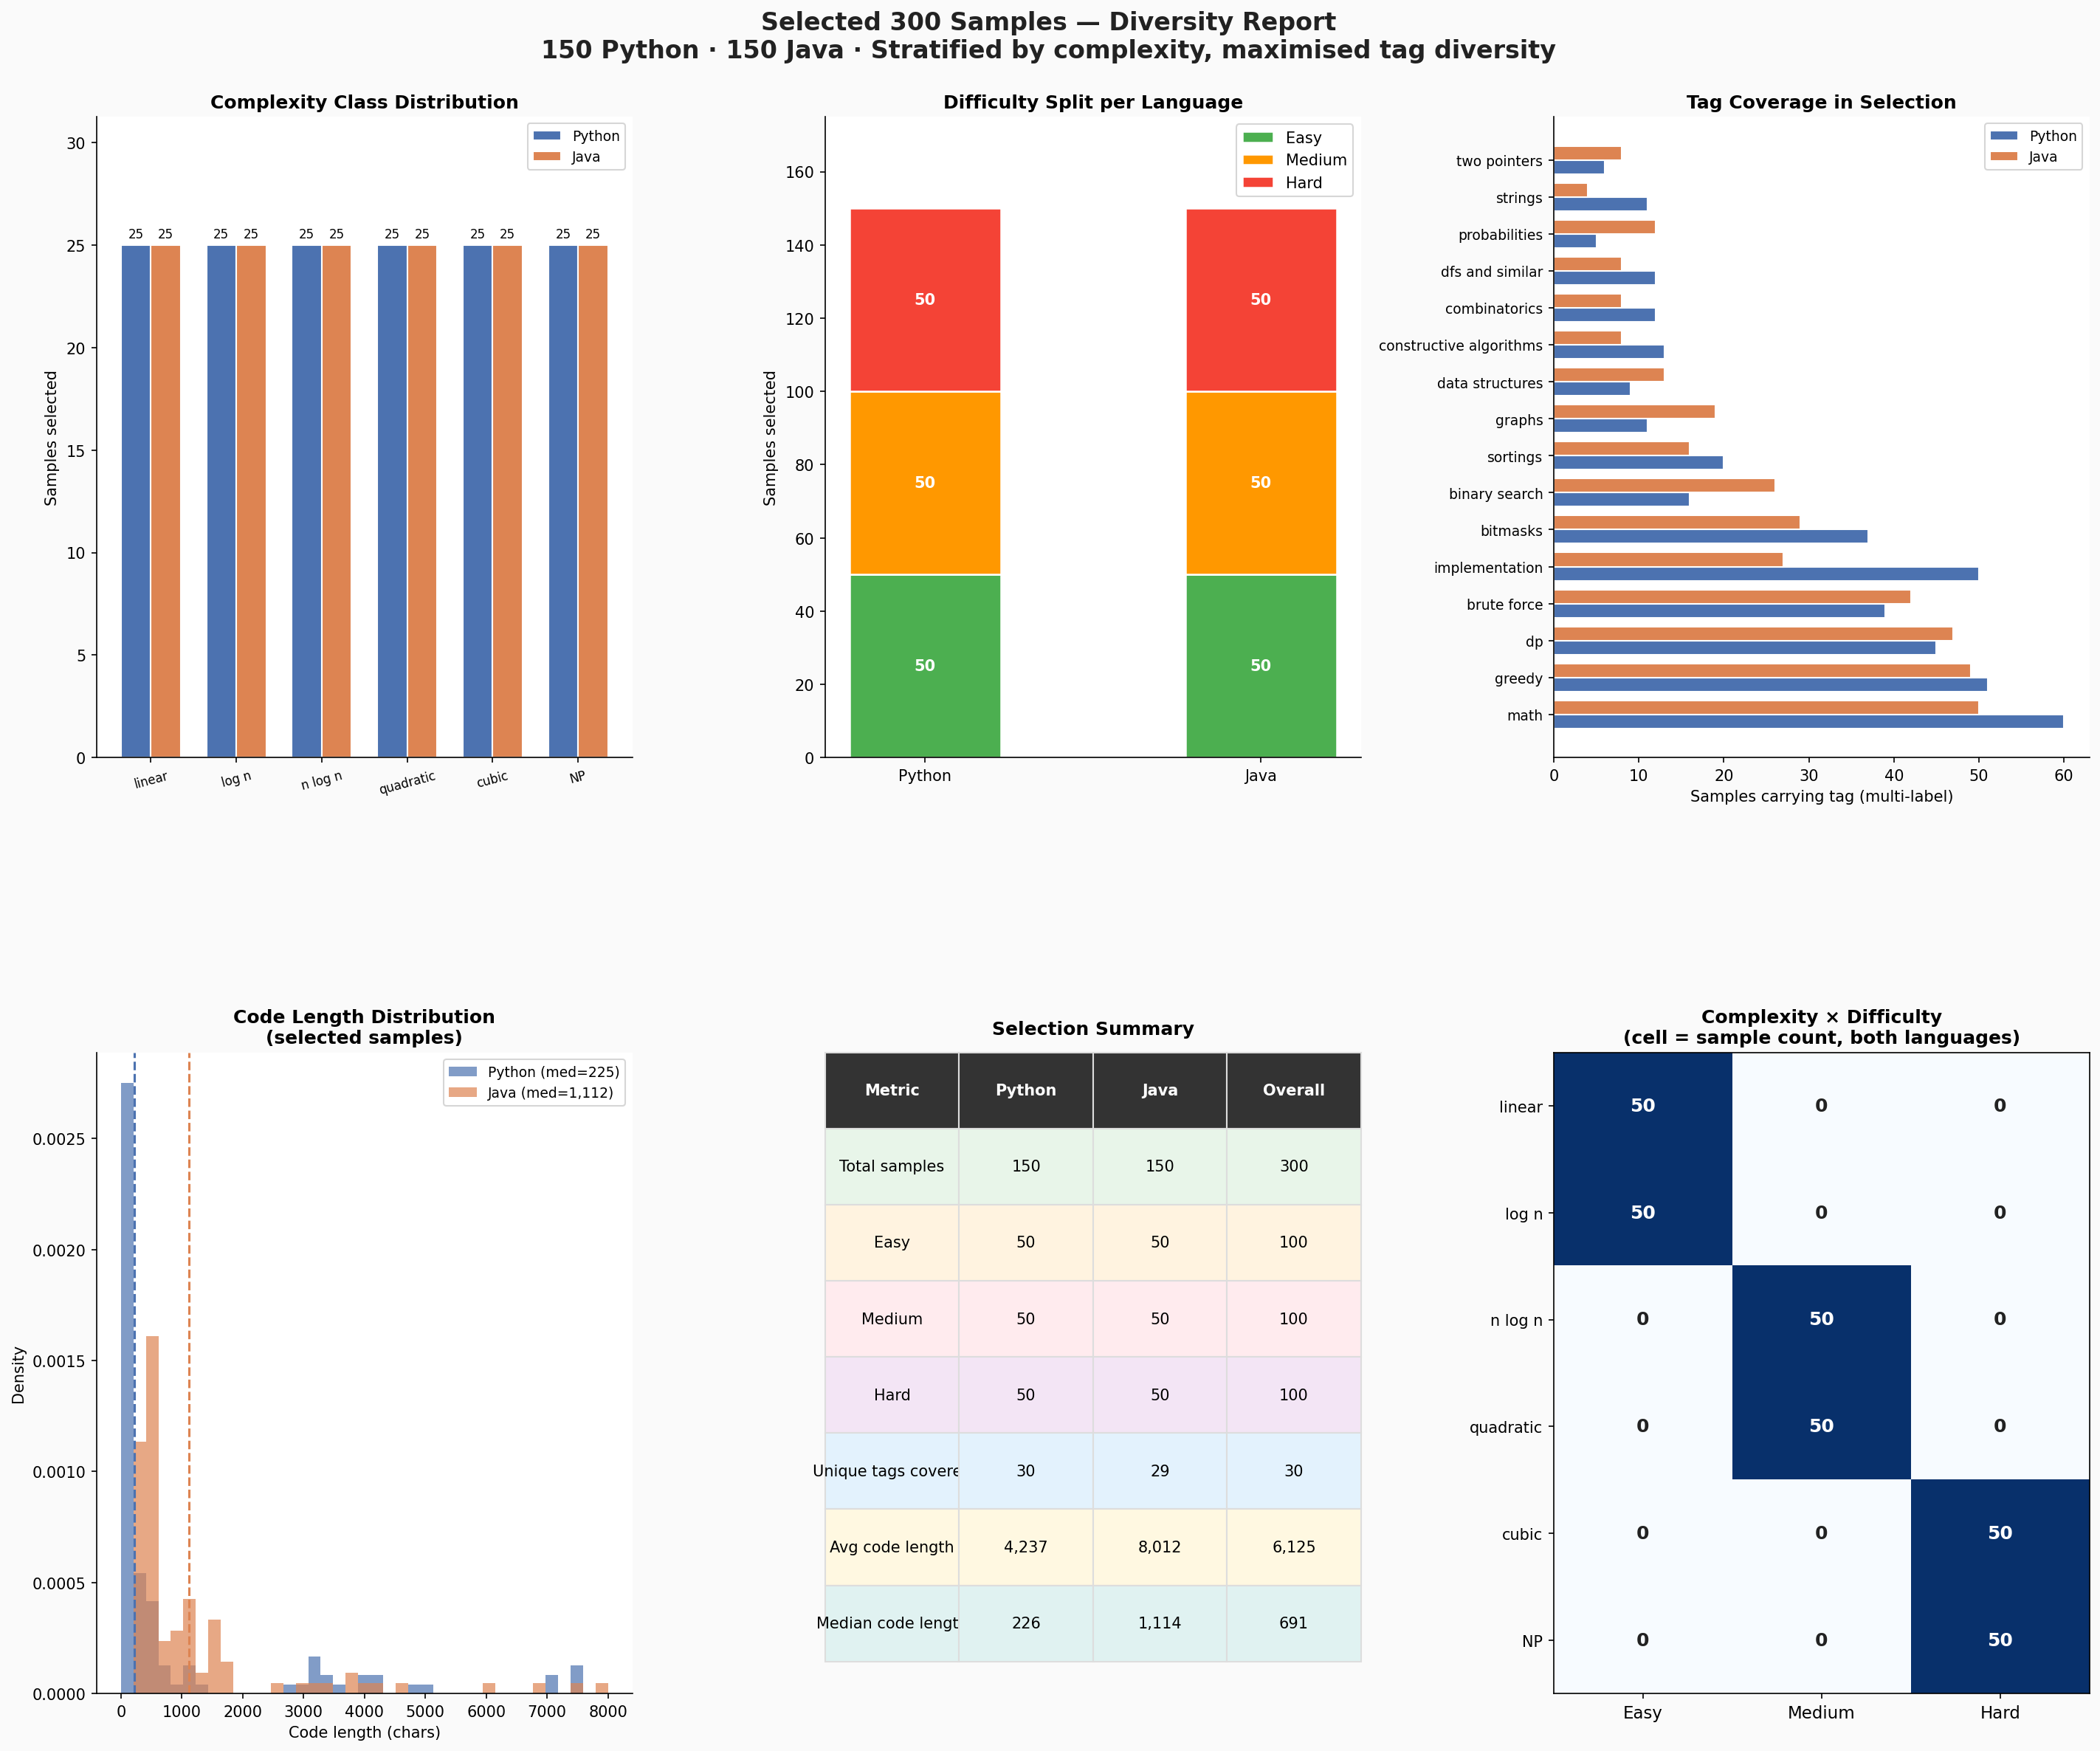 Selected 300 Samples — Diversity Report
150 Python · 150 Java · Stratified by complexity, maximised tag diversity
Complexity Class Distribution
Python
Java
Samples selected
30
25
20
15
10
5
0
25 25 25 25 25 25 25 25 25 25 25 25
linear log n n log n quadratic cubic NP
Difficulty Split per Language
Easy
Medium
Hard
Samples selected
160
140
120
100
80
60
40
20
0
50 50
50 50
50 50
Python Java
Tag Coverage in Selection
Python
Java
two pointers
strings
probabilities
dfs and similar
combinatorics
constructive algorithms
data structures
graphs
sortings
binary search
bitmasks
implementation
brute force
dp
greedy
math
0 10 20 30 40 50 60
Samples carrying tag (multi-label)
Code Length Distribution
(selected samples)
Python (med=225)
Java (med=1,112)
Density
0.0025
0.0020
0.0015
0.0010
0.0005
0.0000
0 1000 2000 3000 4000 5000 6000 7000 8000
Code length (chars)
Selection Summary
Metric Python Java Overall
Total samples 150 150 300
Easy 50 50 100
Medium 50 50 100
Hard 50 50 100
Unique tags covere 30 29 30
Avg code length 4,237 8,012 6,125
Median code lengt 226 1,114 691
Complexity × Difficulty
(cell = sample count, both languages)
linear 50 0 0
log n 50 0 0
n log n 0 50 0
quadratic 0 50 0
cubic 0 0 50
NP 0 0 50
Easy Medium Hard